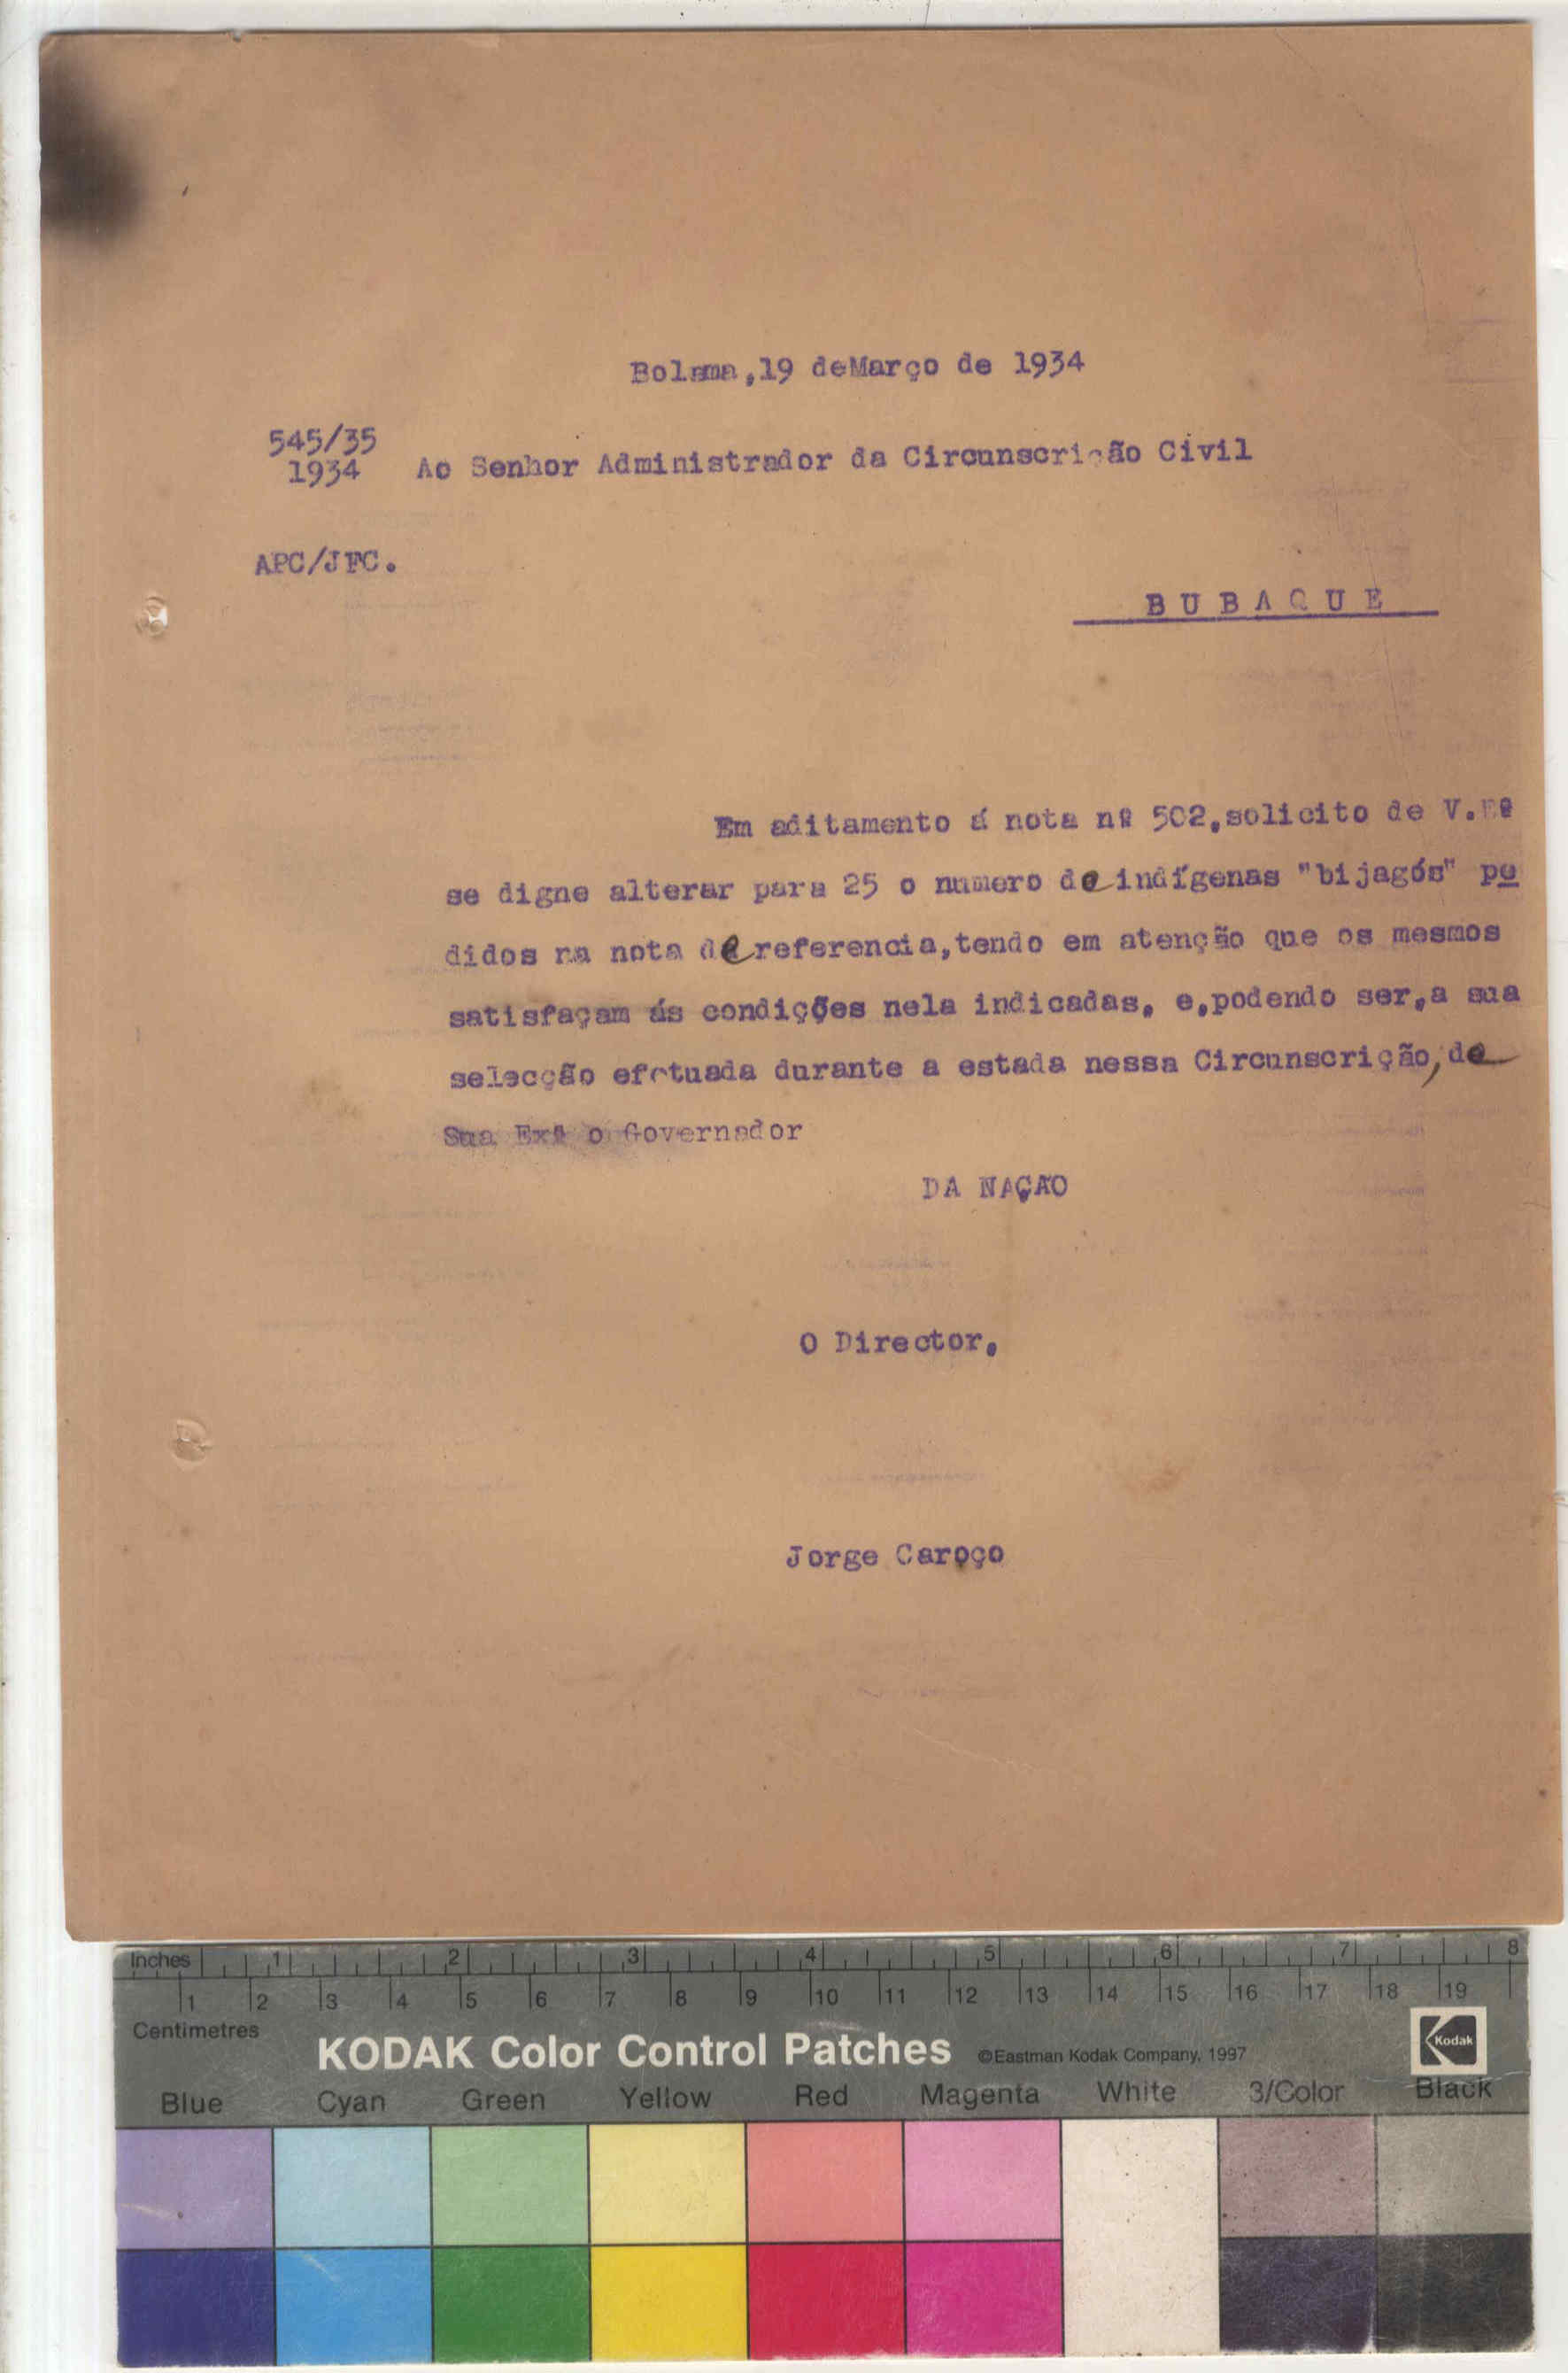 Bolama,19 deMarço de 1934
545/35
1934 Ao Senhor Administrador da Circunscrição Civil
APC/JFC.
BUBAQUE
Em aditamento á nota nº 502,solicito de V.Eª
se digne alterar para 25 o numero de indígenas "bijagós" pe
didos na nota de referencia,tendo em atenção que os mesmos
satisfaçam ás condições nela indicadas, e,podendo ser,a sua
selecção efctuada durante a estada nessa Circunscrição, de
Sua Exª o Governador
DA NAÇÃO
O Director,
Jorge Caroço
Inches 1 2 3 4 5 6 7 8
1 2 3 4 5 6 7 8 9 10 11 12 13 14 15 16 17 18 19
Centimetres
KODAK Color Control Patches ©Eastman Kodak Company, 1997 Kodak
Blue Cyan Green Yellow Red Magenta White 3/Color Black